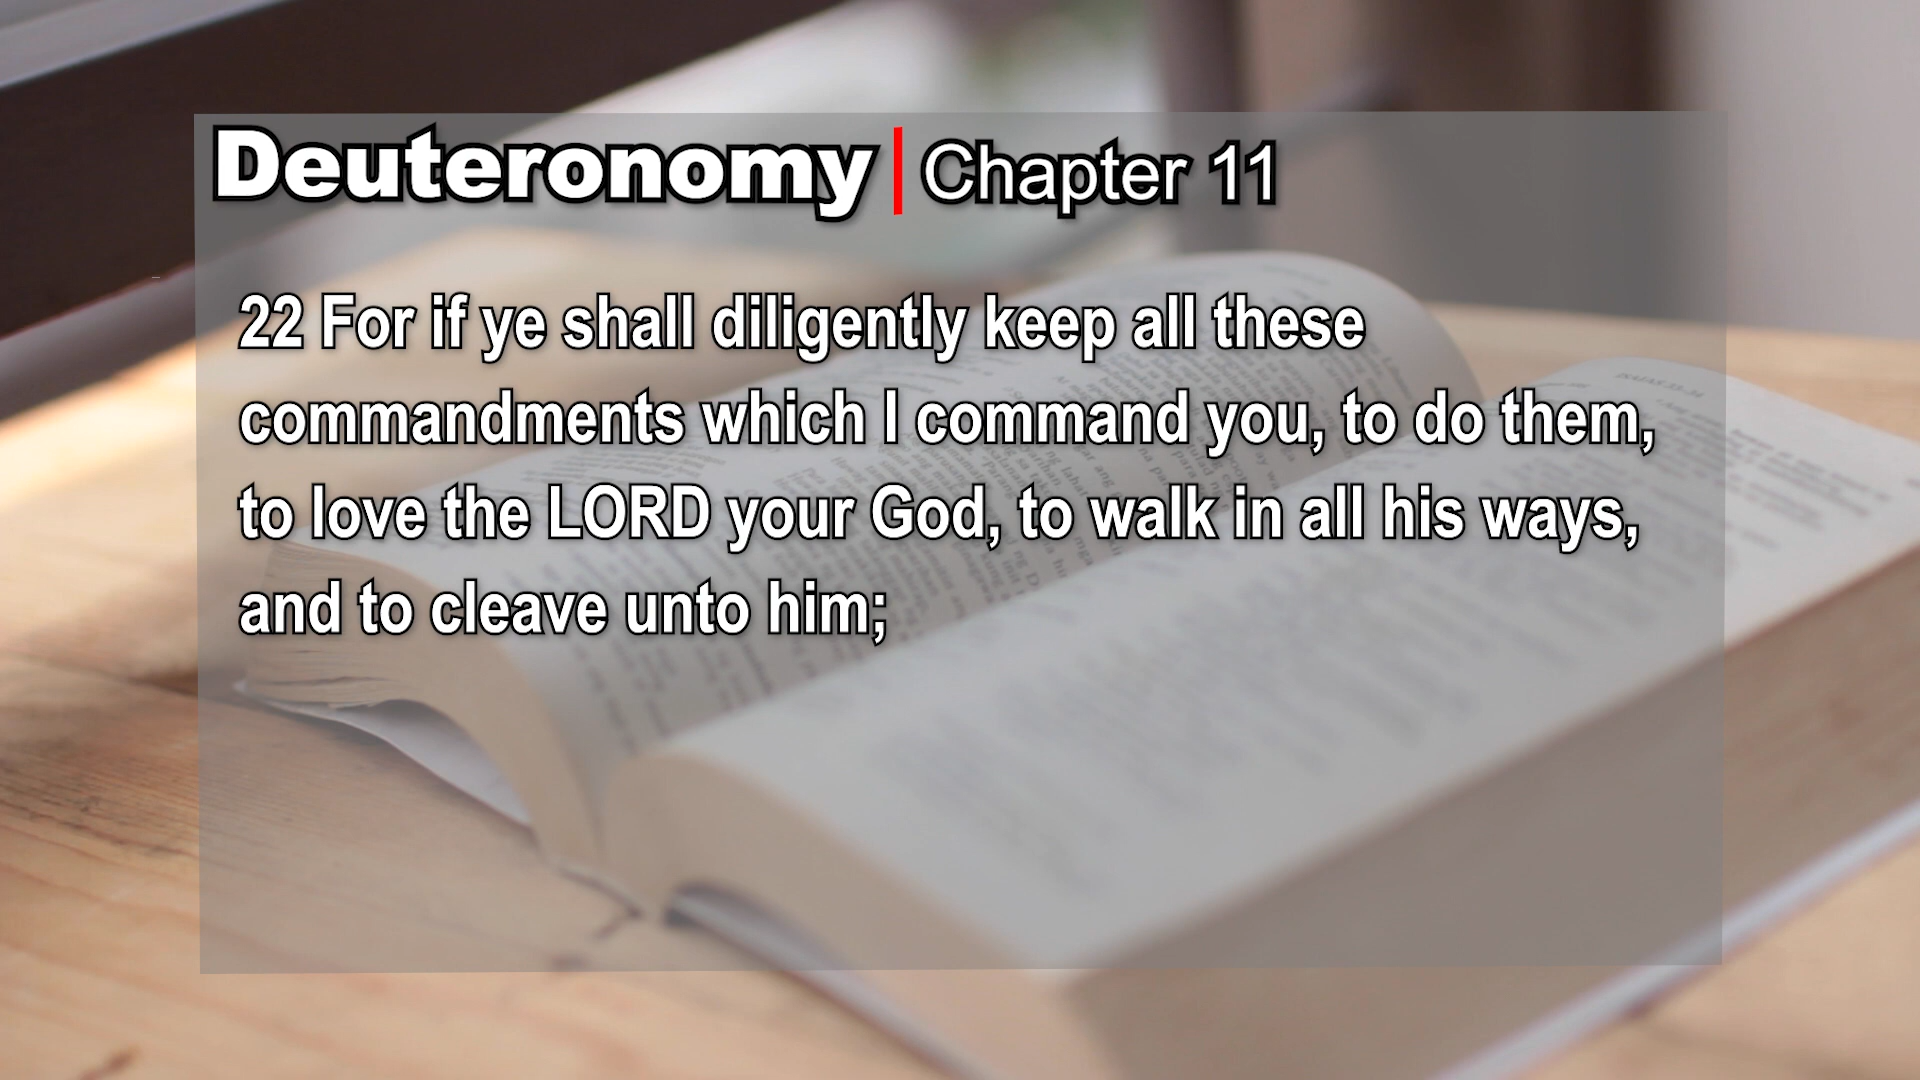 Deuteronomy | Chapter 11
22 For if ye shall diligently keep all these
commandments which I command you, to do them,
to love the LORD your God, to walk in all his ways,
and to cleave unto him;